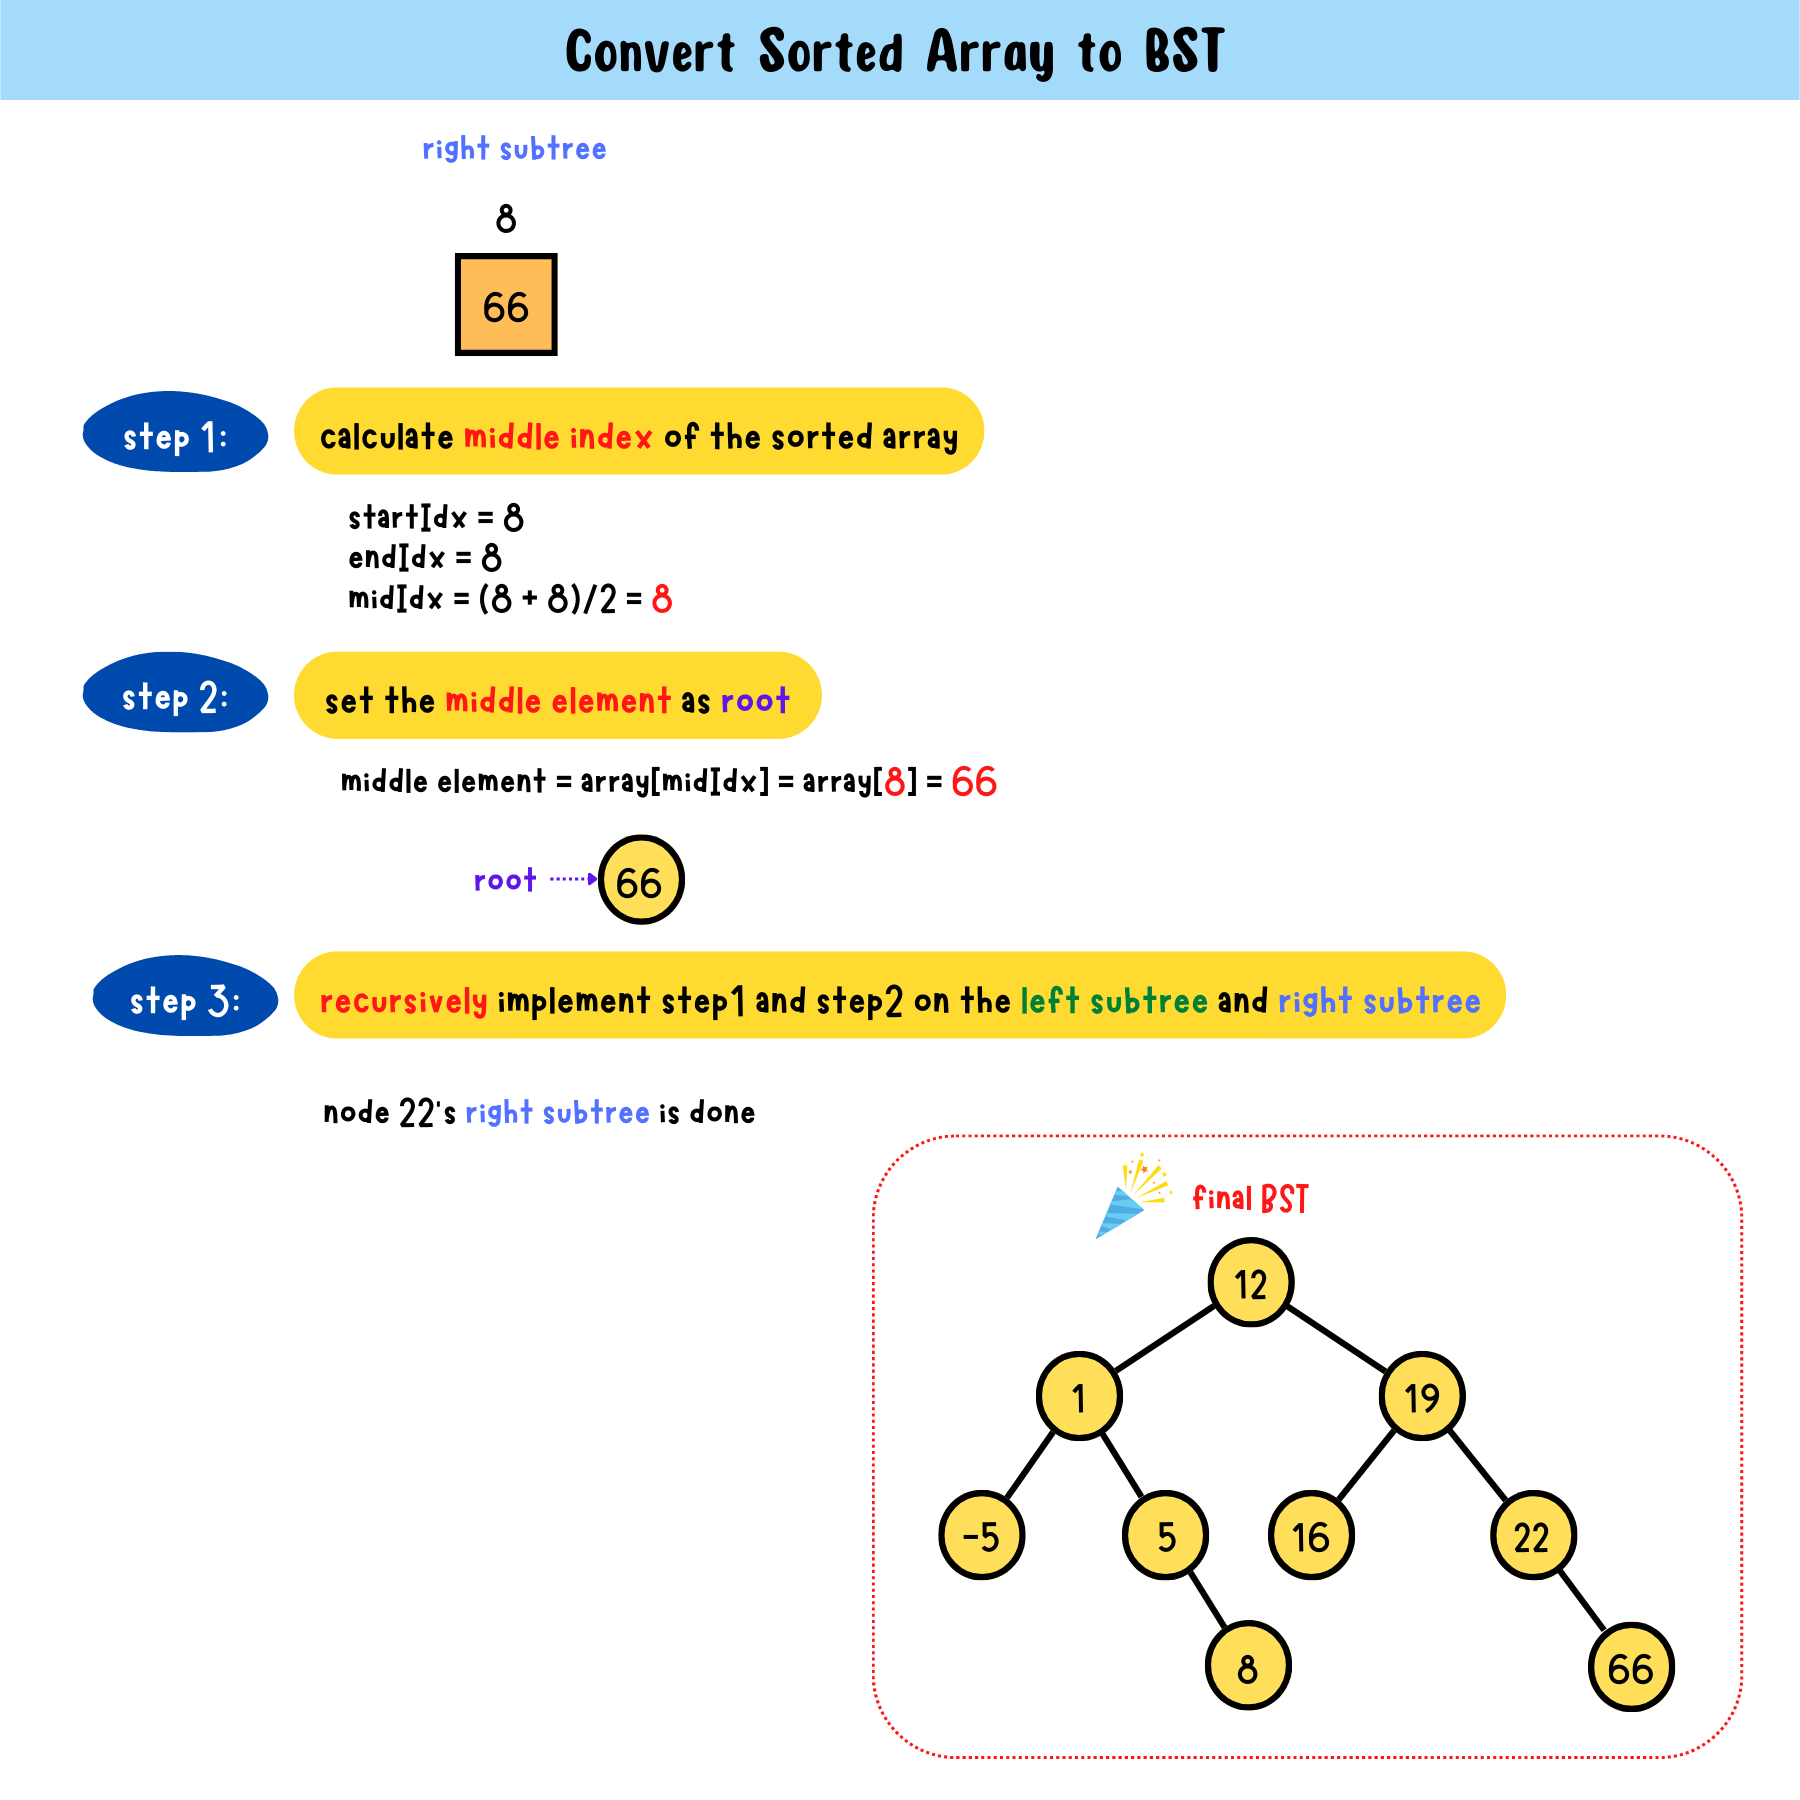 Convert Sorted Array to BST
right subtree
8
66
step 1:
calculate middle index of the sorted array
startIdx = 8
endIdx = 8
midIdx = (8 + 8)/2 = 8
step 2:
set the middle element as root
middle element = array[midIdx] = array[8] = 66
root
66
step 3:
recursively implement step1 and step2 on the left subtree and right subtree
node 22's right subtree is done
final BST
12
1 19
-5 5 16 22
8 66